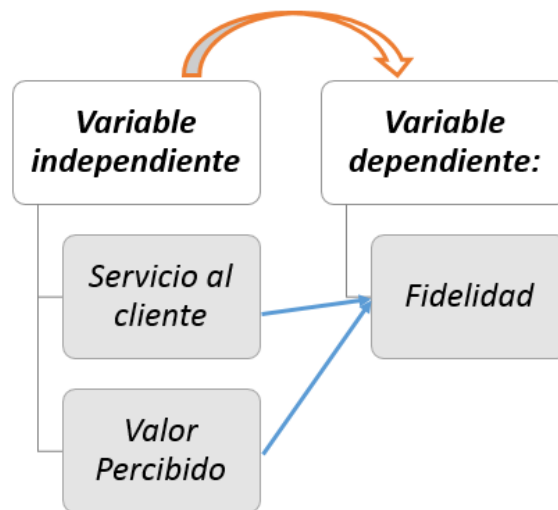 Variable
independiente
Variable
dependiente:
Servicio al
cliente
Fidelidad
Valor
Percibido